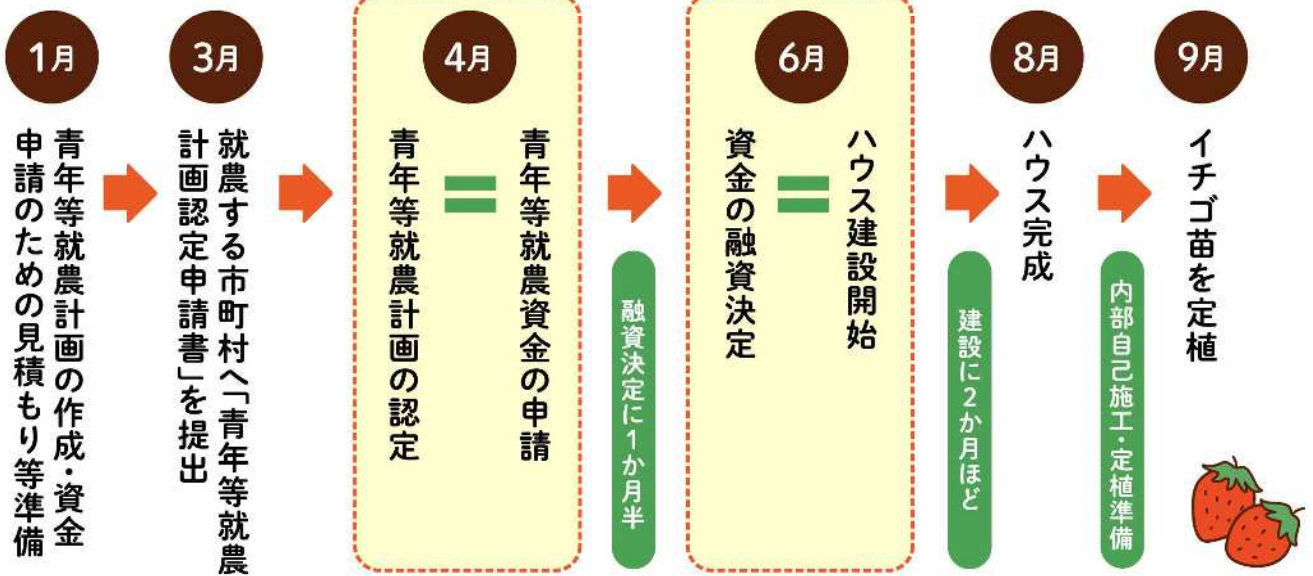 1月
青年等就農計画の作成・資金
申請のための見積もり等準備
3月
就農する市町村へ「青年等就農
計画認定申請書」を提出
4月
青年等就農計画の認定
=
青年等就農資金の申請
融資決定に1か月半
6月
資金の融資決定
=
ハウス建設開始
建設に2か月ほど
8月
ハウス完成
内部自己施工・定植準備
9月
イチゴ苗を定植